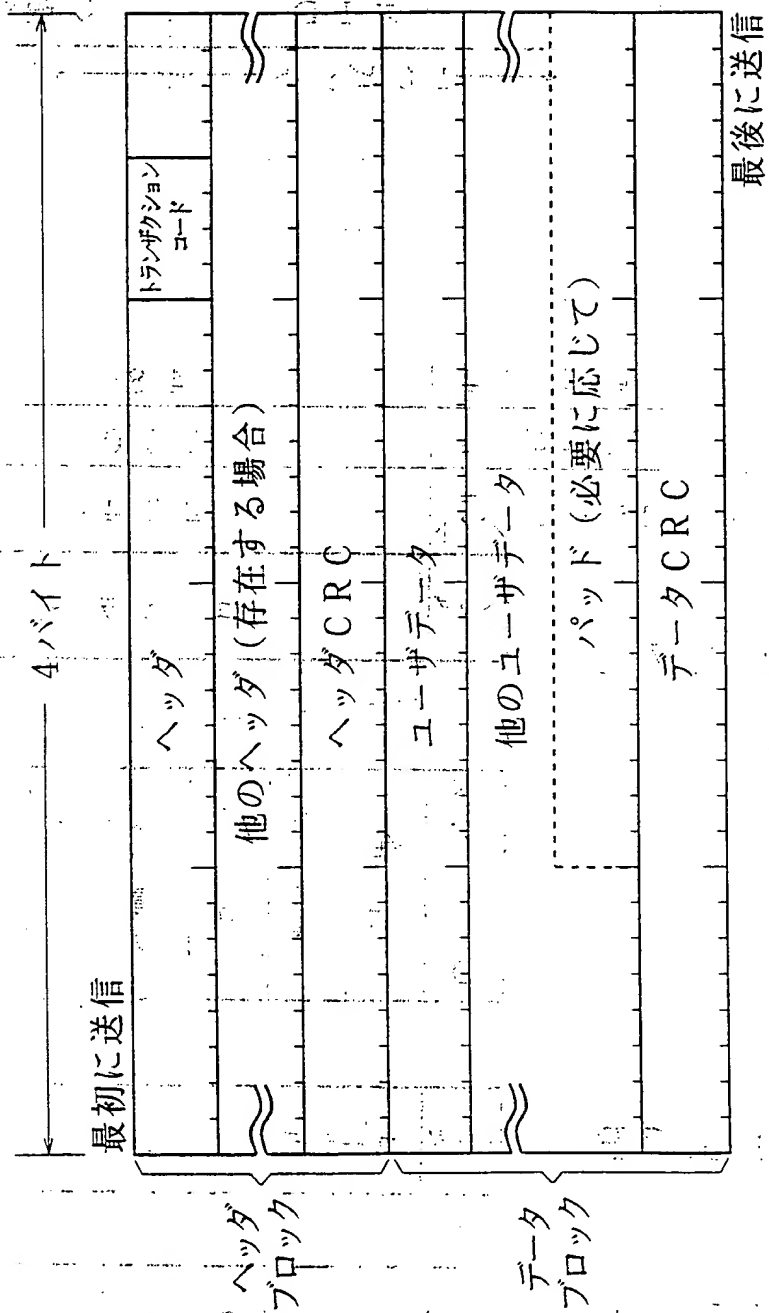 4バイト
最初に送信
ヘッダ
トランザクション
コード
他のヘッダ(存在する場合)
ヘッダCRC
ユーザデータ
他のユーザデータ
パッド(必要に応じて)
データCRC
ヘッダ
ブロック
データ
ブロック
最後に送信